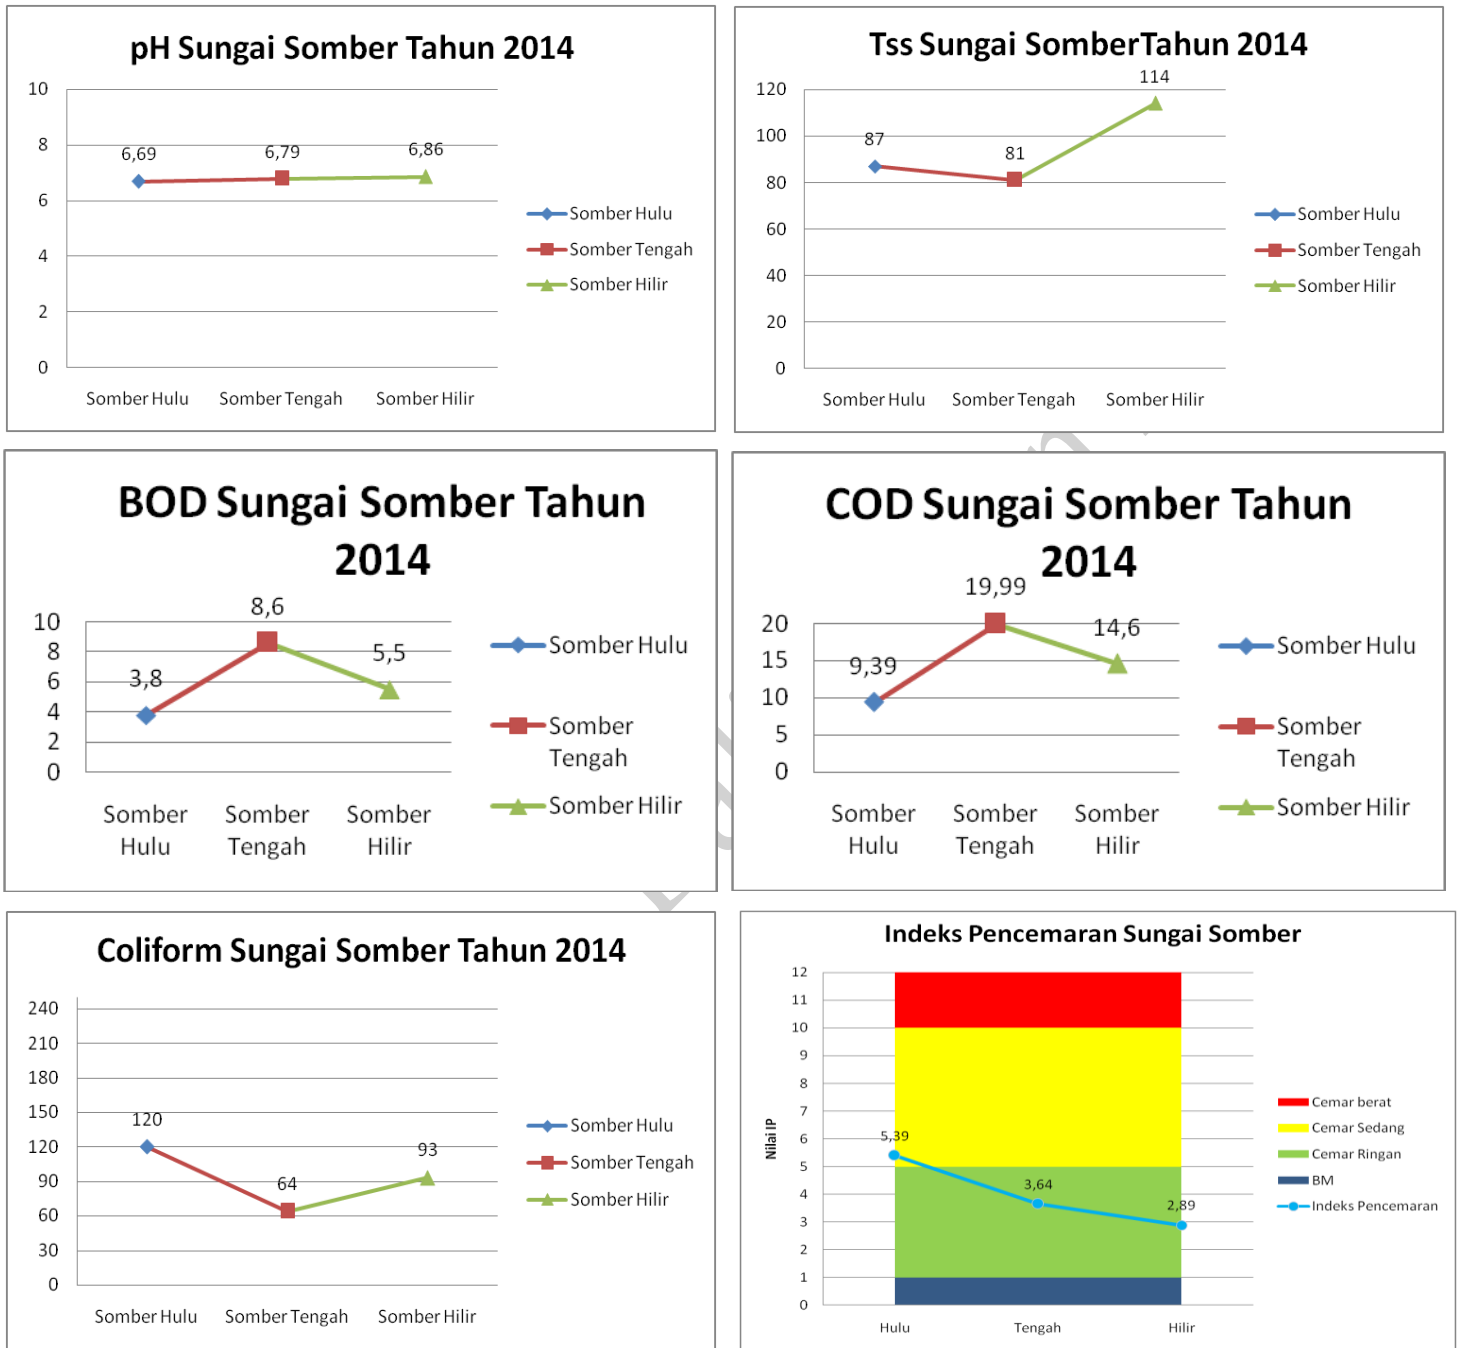 pH Sungai Somber Tahun 2014
10
8
6
4
2
0
6,69
6,79
6,86
Somber Hulu
Somber Tengah
Somber Hilir
Somber Hulu
Somber Tengah
Somber Hilir
Tss Sungai SomberTahun 2014
120
100
80
60
40
20
0
87
81
114
Somber Hulu
Somber Tengah
Somber Hilir
Somber Hulu
Somber Tengah
Somber Hilir
BOD Sungai Somber Tahun
2014
10
8
6
4
2
0
3,8
8,6
5,5
Somber
Hulu
Somber
Tengah
Somber
Hilir
Somber Hulu
Somber
Tengah
Somber Hilir
COD Sungai Somber Tahun
2014
20
15
10
5
0
9,39
19,99
14,6
Somber
Hulu
Somber
Tengah
Somber
Hilir
Somber Hulu
Somber
Tengah
Somber Hilir
Coliform Sungai Somber Tahun 2014
240
210
180
150
120
90
60
30
0
120
64
93
Somber Hulu
Somber Tengah
Somber Hilir
Somber Hulu
Somber Tengah
Somber Hilir
Indeks Pencemaran Sungai Somber
Nilai IP
12
11
10
9
8
7
6
5
4
3
2
1
0
5,39
3,64
2,89
Hulu
Tengah
Hilir
Cemar berat
Cemar Sedang
Cemar Ringan
BM
Indeks Pencemaran